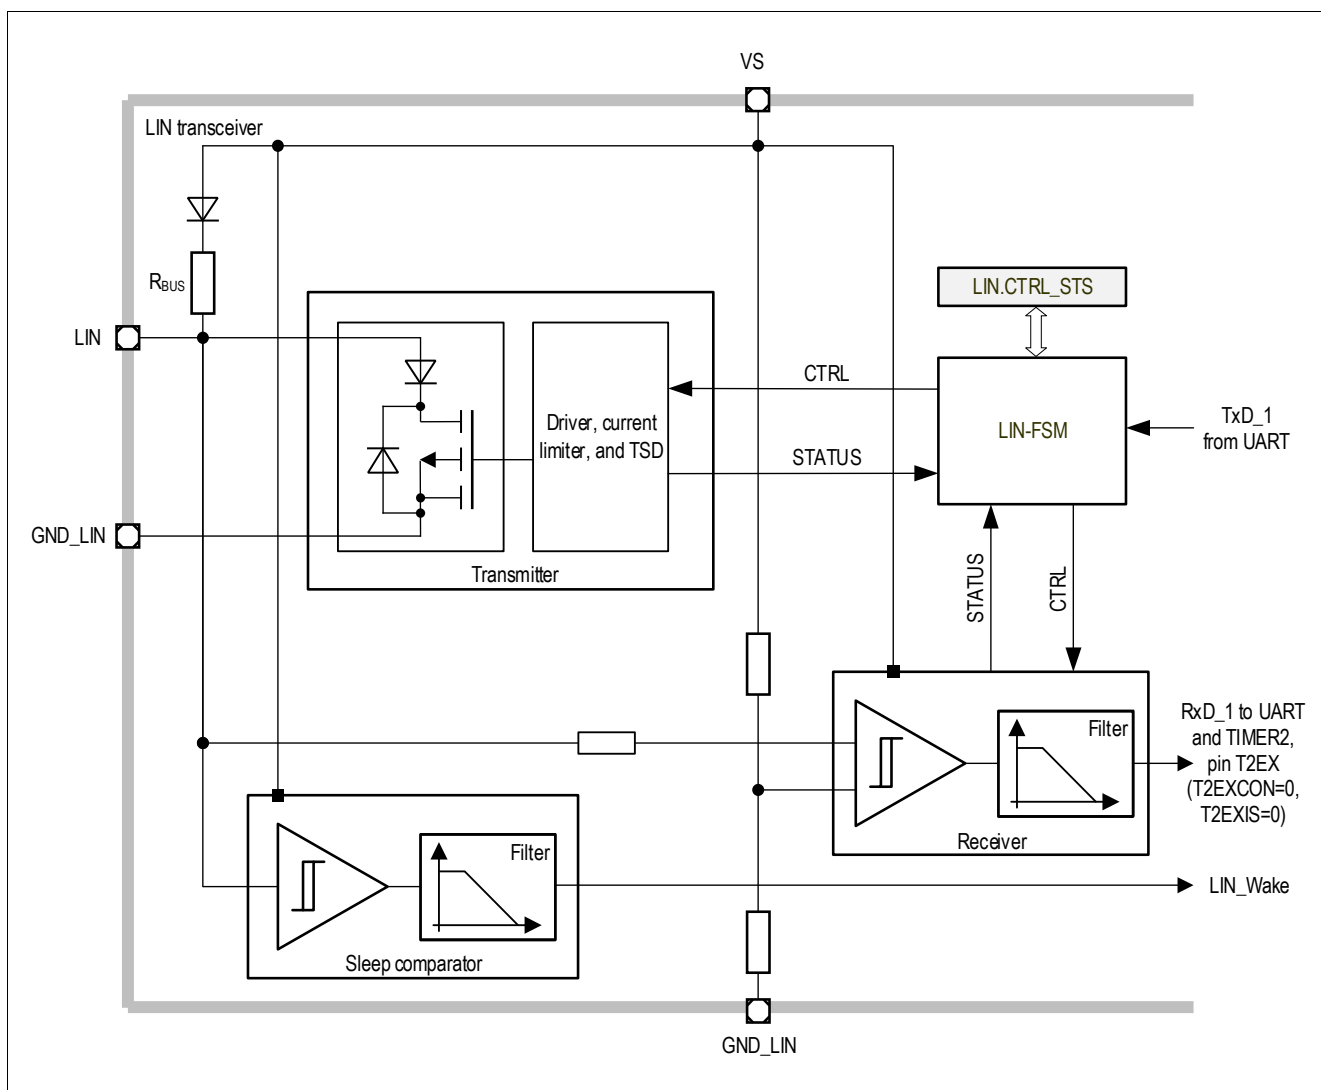 VS
LIN transceiver
R_BUS
LIN
GND_LIN
Driver, current
limiter, and TSD
Transmitter
CTRL
STATUS
LIN.CTRL_STS
LIN-FSM
TxD_1
from UART
STATUS
CTRL
Filter
Receiver
RxD_1 to UART
and TIMER2,
pin T2EX
(T2EXCON=0,
T2EXIS=0)
Filter
Sleep comparator
LIN_Wake
GND_LIN